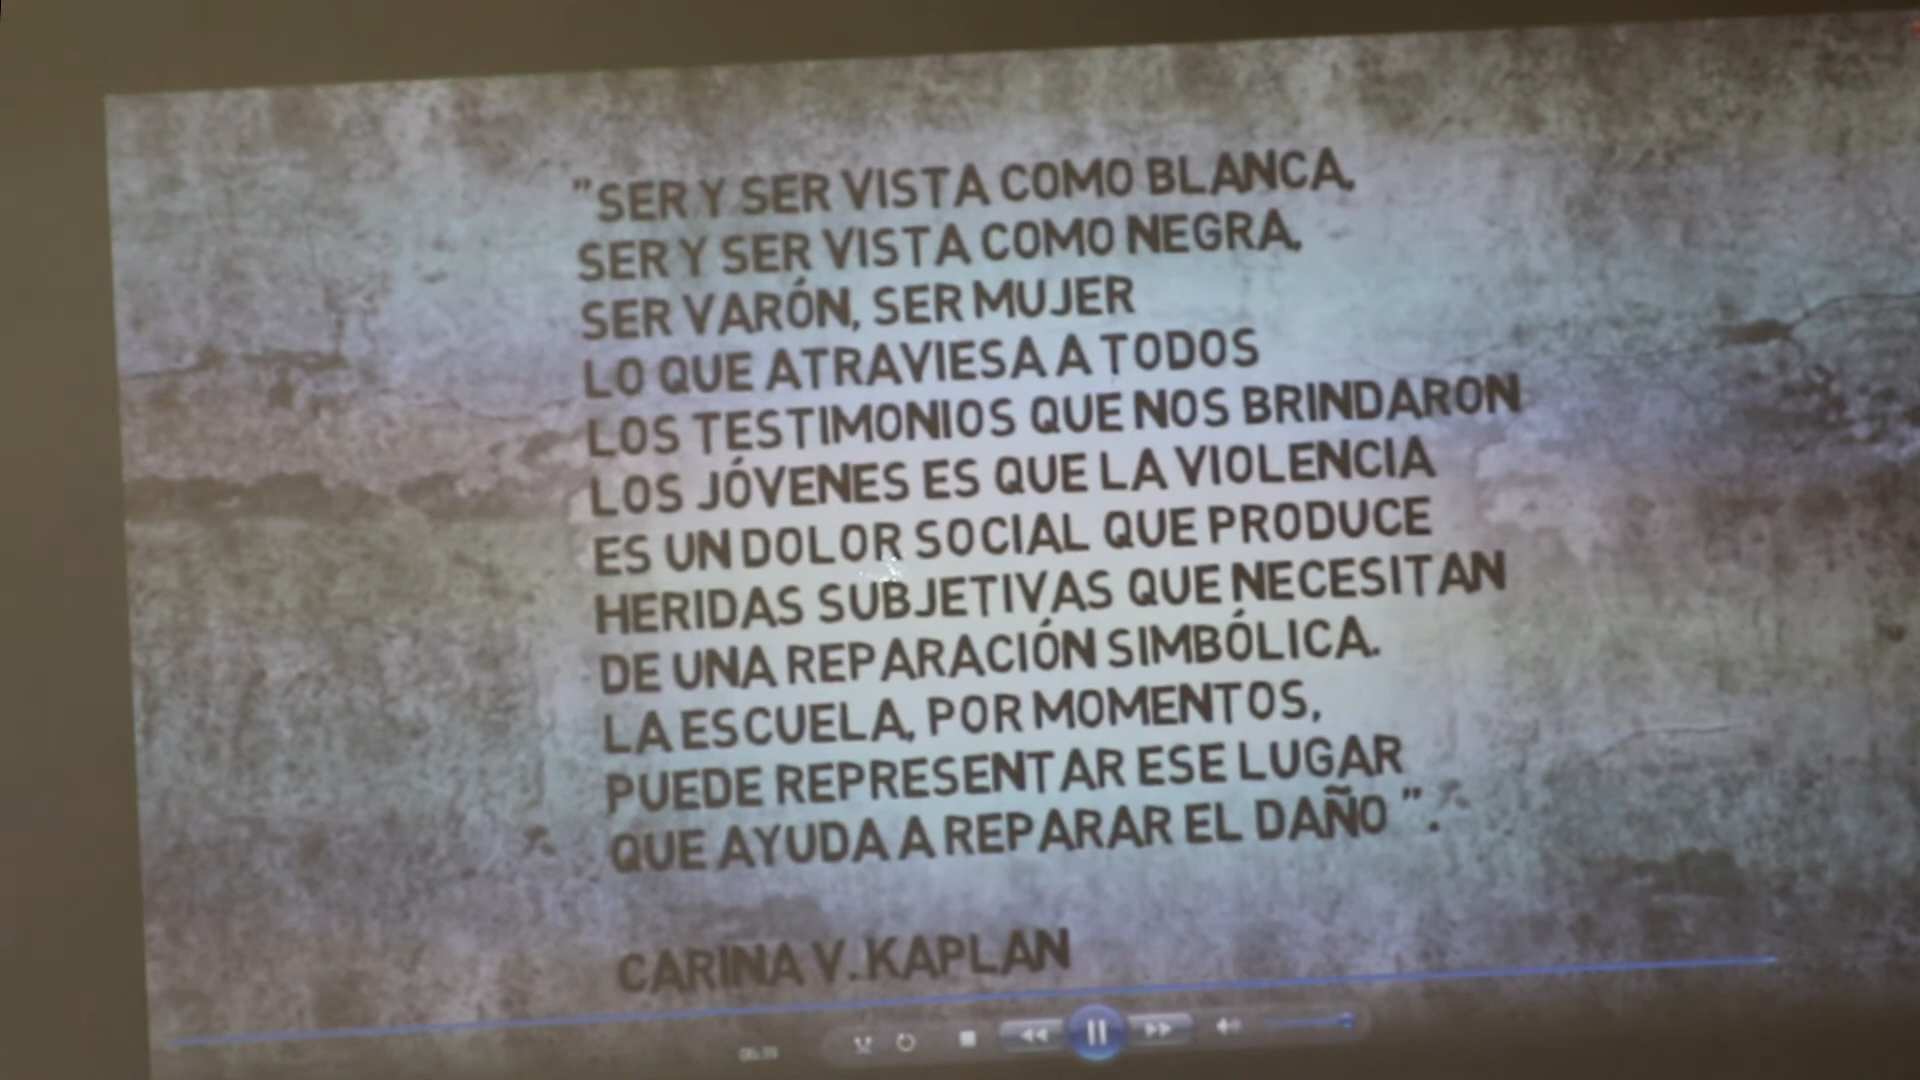 "SER Y SER VISTA COMO BLANCA,
SER Y SER VISTA COMO NEGRA,
SER VARÓN, SER MUJER
LO QUE ATRAVIESA A TODOS
LOS TESTIMONIOS QUE NOS BRINDARON
LOS JÓVENES ES QUE LA VIOLENCIA
ES UN DOLOR SOCIAL QUE PRODUCE
HERIDAS SUBJETIVAS QUE NECESITAN
DE UNA REPARACIÓN SIMBÓLICA.
LA ESCUELA, POR MOMENTOS,
PUEDE REPRESENTAR ESE LUGAR
QUE AYUDA A REPARAR EL DAÑO ".
CARINA V. KAPLAN